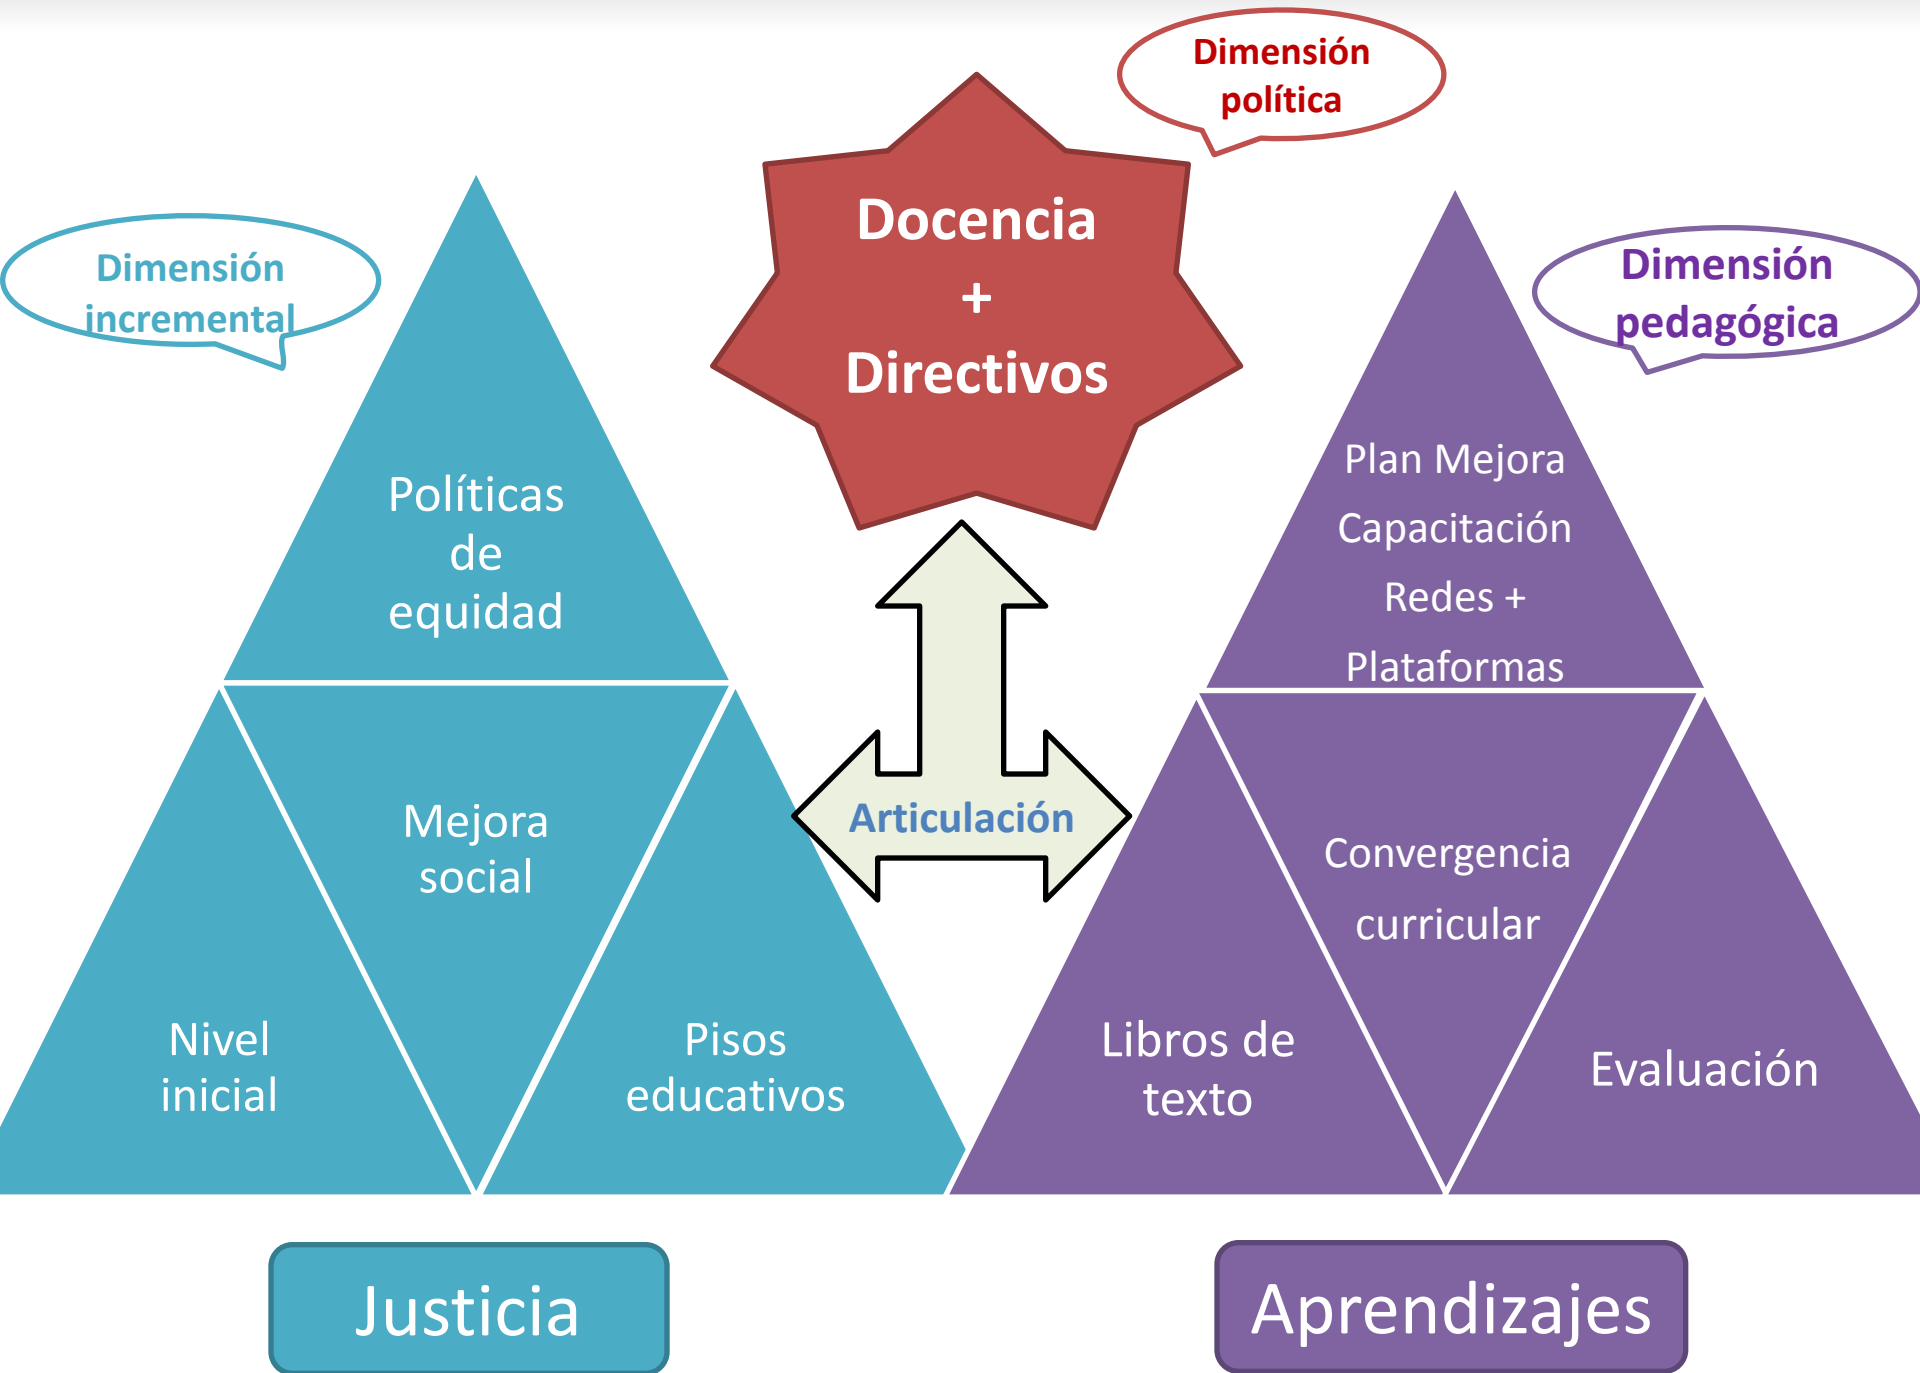 Dimensión
política
Docencia
+
Directivos
Dimensión
incremental
Dimensión
pedagógica
Políticas
de
equidad
Mejora
social
Nivel
inicial
Pisos
educativos
Articulación
Plan Mejora
Capacitación
Redes +
Plataformas
Convergencia
curricular
Libros de
texto
Evaluación
Justicia
Aprendizajes